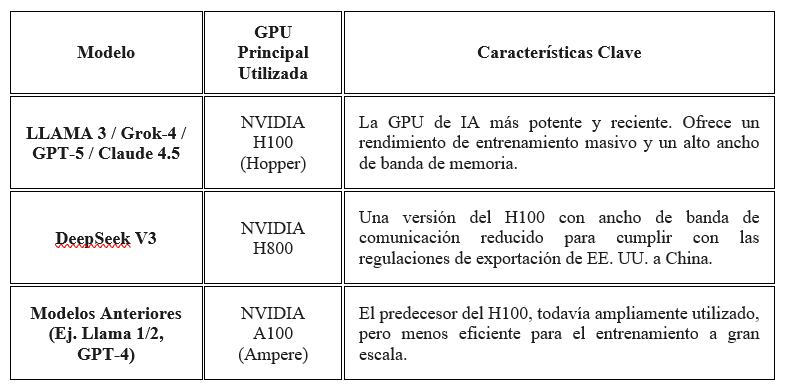 Modelo
GPU
Principal
Utilizada
Características Clave
LLAMA 3 / Grok-4 /
GPT-5 / Claude 4.5
NVIDIA
H100
(Hopper)
La GPU de IA más potente y reciente. Ofrece un
rendimiento de entrenamiento masivo y un alto ancho
de banda de memoria.
DeepSeek V3
NVIDIA
H800
Una versión del H100 con ancho de banda de
comunicación reducido para cumplir con las
regulaciones de exportación de EE. UU. a China.
Modelos Anteriores
(Ej. Llama 1/2,
GPT-4)
NVIDIA
A100
(Ampere)
El predecesor del H100, todavía ampliamente utilizado,
pero menos eficiente para el entrenamiento a gran
escala.